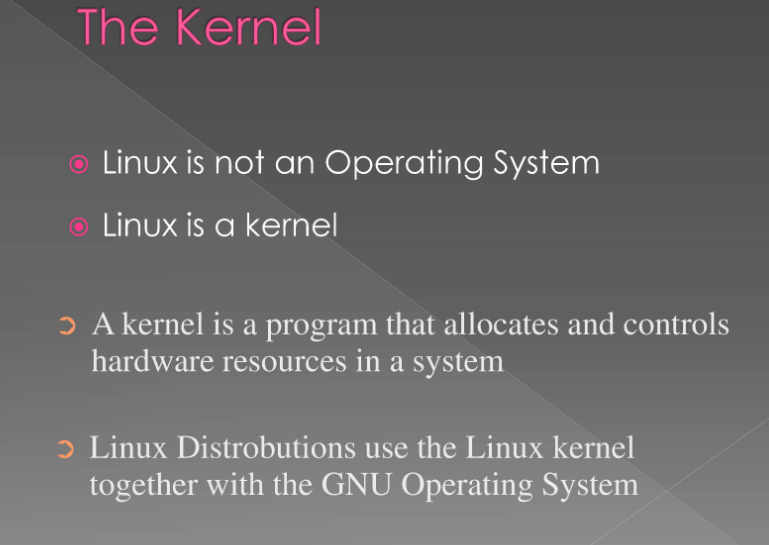 The Kernel
Linux is not an Operating System
Linux is a kernel
A kernel is a program that allocates and controls
hardware resources in a system
Linux Distrobutions use the Linux kernel
together with the GNU Operating System